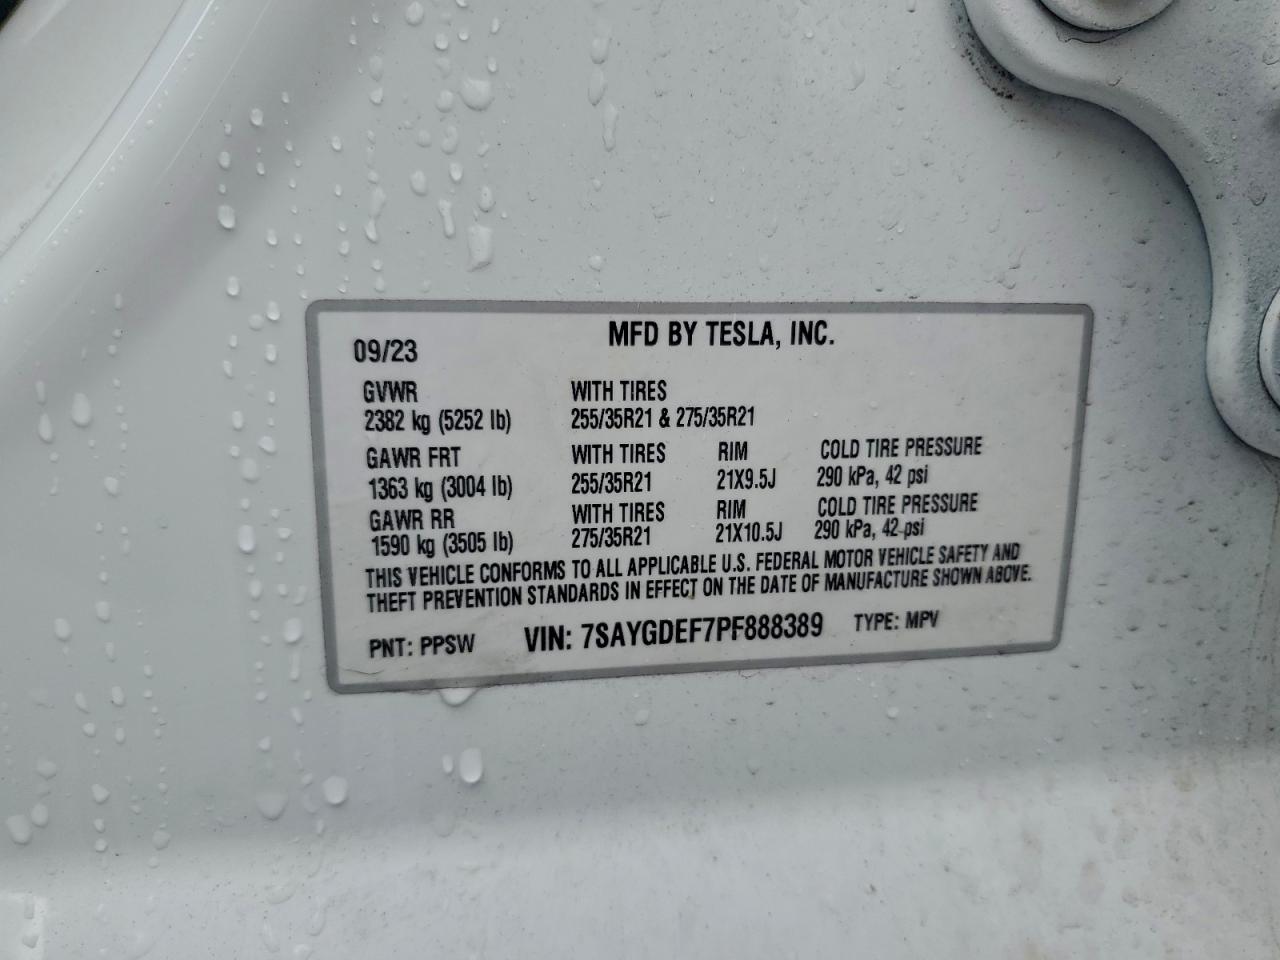 MFD BY TESLA, INC.
09/23
GVWR WITH TIRES
2382 kg (5252 lb) 255/35R21 & 275/35R21
GAWR FRT WITH TIRES RIM COLD TIRE PRESSURE
1363 kg (3004 lb) 255/35R21 21X9.5J 290 kPa, 42 psi
GAWR RR WITH TIRES RIM COLD TIRE PRESSURE
1590 kg (3505 lb) 275/35R21 21X10.5J 290 kPa, 42 psi
THIS VEHICLE CONFORMS TO ALL APPLICABLE U.S. FEDERAL MOTOR VEHICLE SAFETY AND
THEFT PREVENTION STANDARDS IN EFFECT ON THE DATE OF MANUFACTURE SHOWN ABOVE.
PNT: PPSW VIN: 7SAYGDEF7PF888389 TYPE: MPV